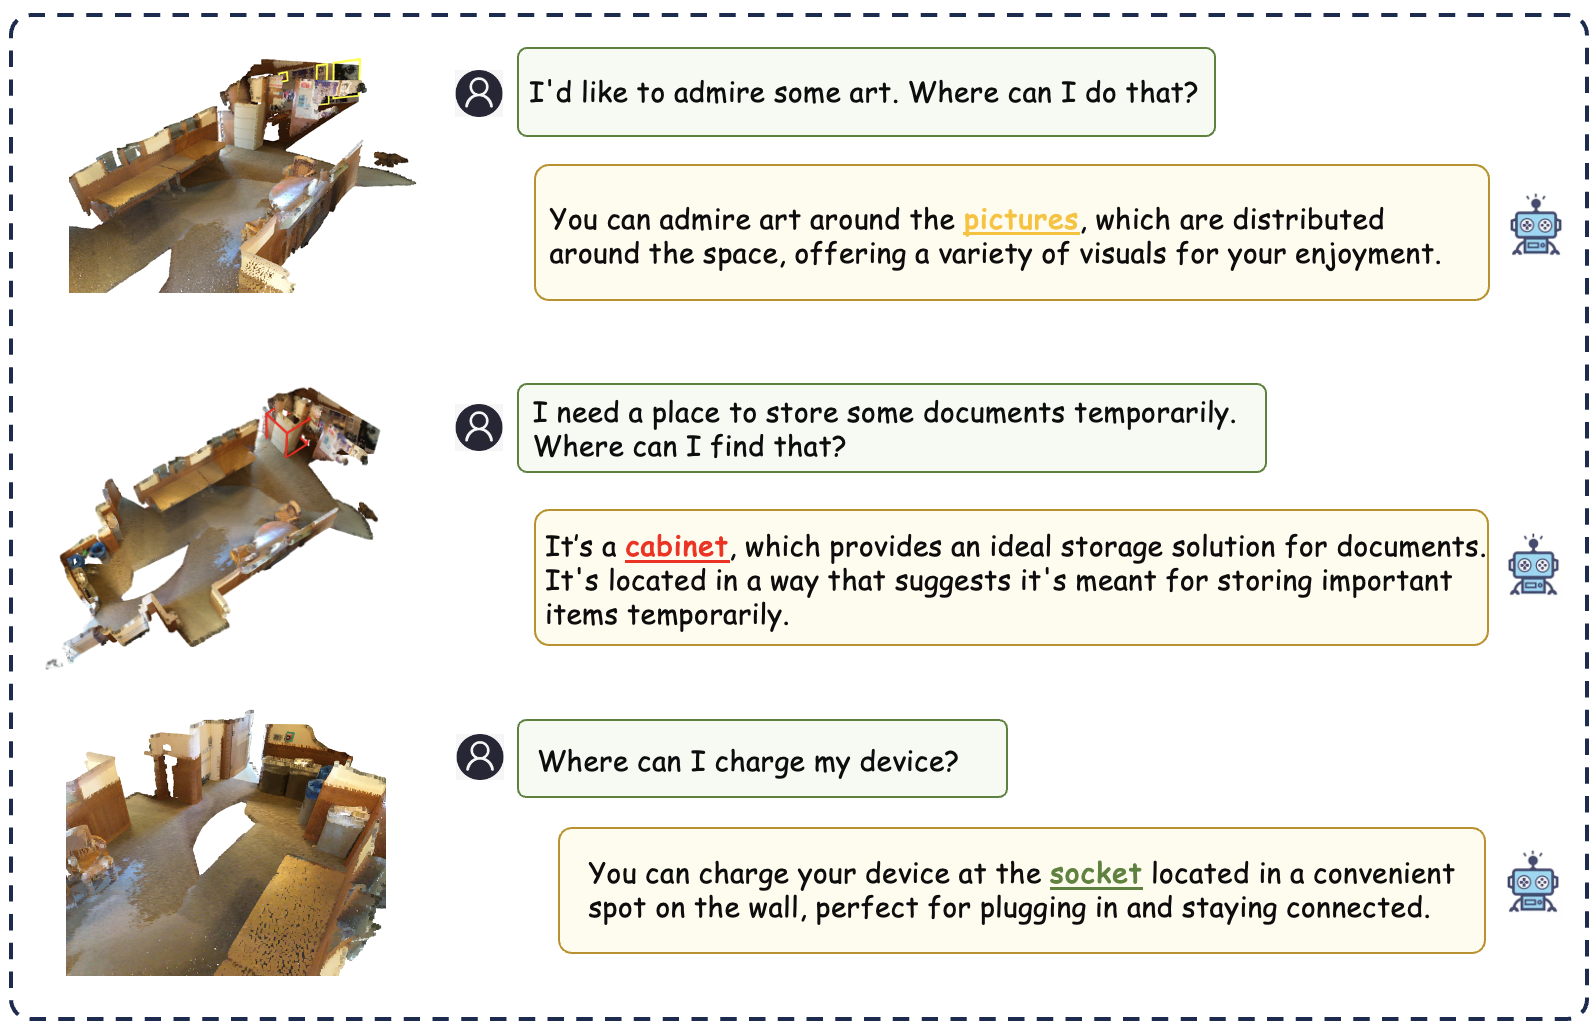 I'd like to admire some art. Where can I do that?
You can admire art around the pictures, which are distributed
around the space, offering a variety of visuals for your enjoyment.
I need a place to store some documents temporarily.
Where can I find that?
It's a cabinet, which provides an ideal storage solution for documents.
It's located in a way that suggests it's meant for storing important
items temporarily.
Where can I charge my device?
You can charge your device at the socket located in a convenient
spot on the wall, perfect for plugging in and staying connected.